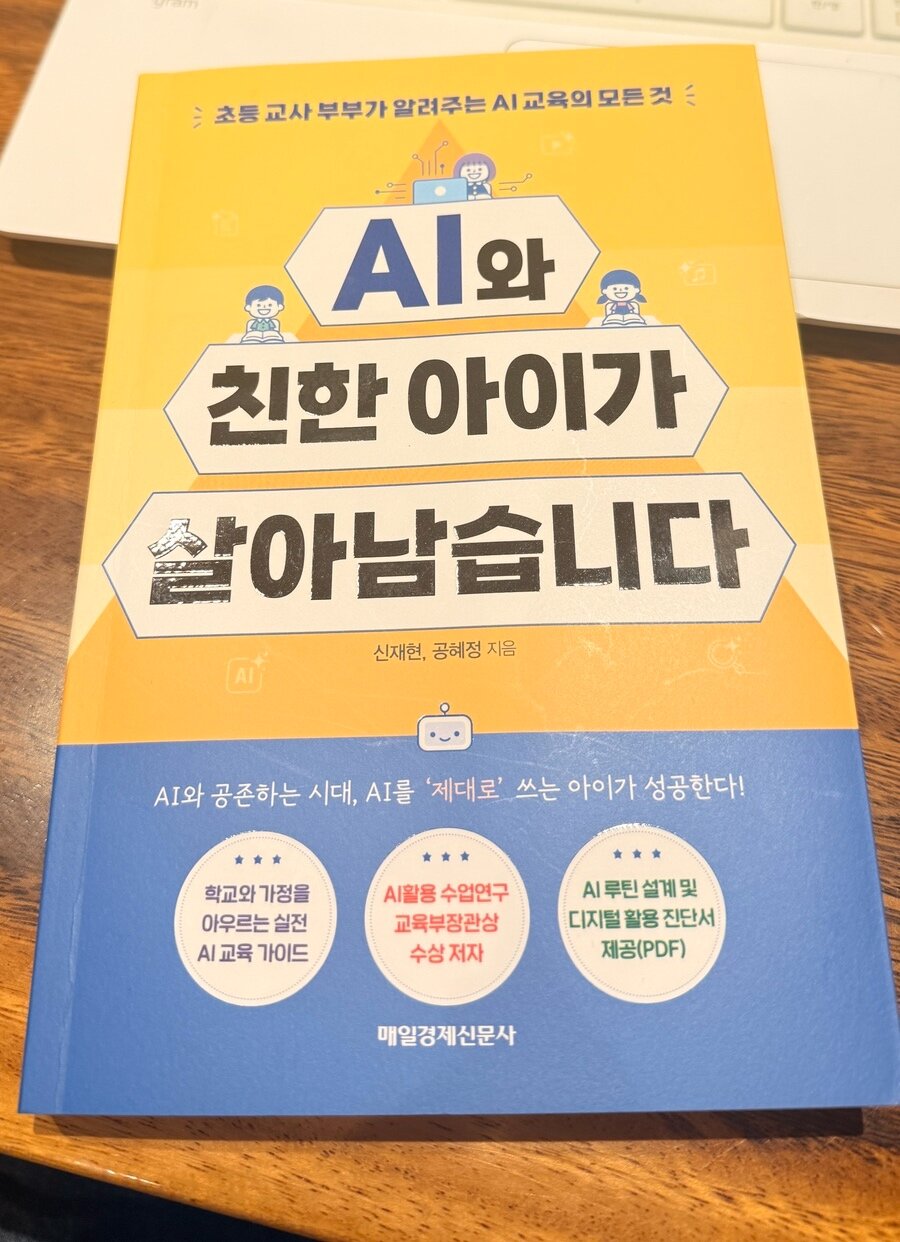 gram
한/영
초등 교사 부부가 알려주는 AI 교육의 모든 것
AI와
친한 아이가
살아남습니다
신재현, 공혜정 지음
AI
AI와 공존하는 시대, AI를 ‘제대로’ 쓰는 아이가 성공한다!
학교와 가정을
아우르는 실전
AI 교육 가이드
AI활용 수업연구
교육부장관상
수상 저자
AI 루틴 설계 및
디지털 활용 진단서
제공(PDF)
매일경제신문사